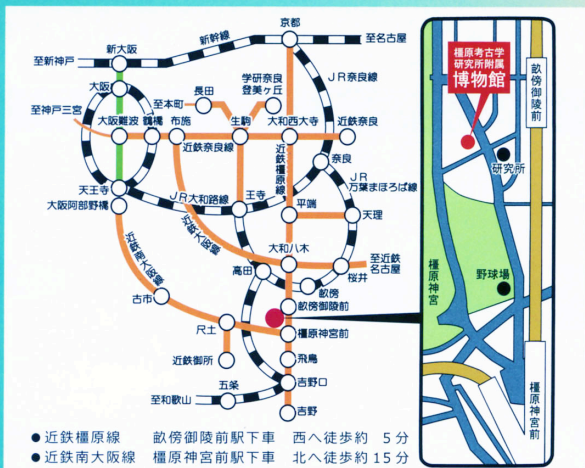 京都
新幹線
至名古屋
新大阪
至新神戸
JR奈良線
大阪
長田
学研奈良
登美ヶ丘
至本町
至神戸三宮
大阪難波
鶴橋
布施
生駒
大和西大寺
近鉄奈良
近鉄奈良線
近鉄橿原線
奈良
JR
万葉まほろば線
天王寺
JR大和路線
王寺
大阪阿部野橋
平端
天理
近鉄大阪線
近鉄南大阪線
大和八木
至近鉄
名古屋
高田
桜井
畝傍
古市
畝傍御陵前
尺土
橿原神宮前
近鉄御所
飛鳥
五条
吉野口
至和歌山
吉野
橿原考古学
研究所附属
博物館
畝傍御陵前
研究所
橿原神宮
野球場
橿原神宮前
●近鉄橿原線 畝傍御陵前駅下車 西へ徒歩約 5分
●近鉄南大阪線 橿原神宮前駅下車 北へ徒歩約15分